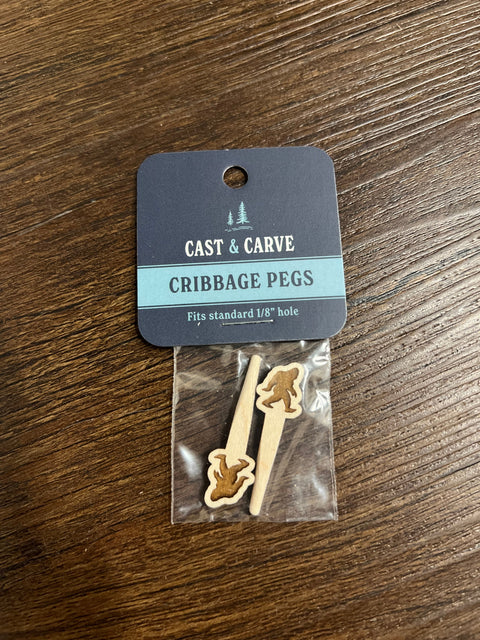 CAST & CARVE
CRIBBAGE PEGS
Fits standard 1/8" hole